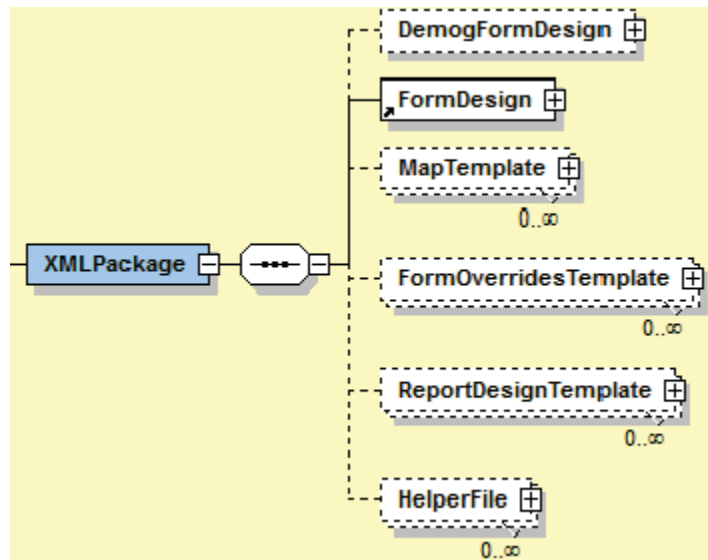 DemogFormDesign
FormDesign
MapTemplate
0..∞
XMLPackage
FormOverridesTemplate
0..∞
ReportDesignTemplate
0..∞
HelperFile
0..∞